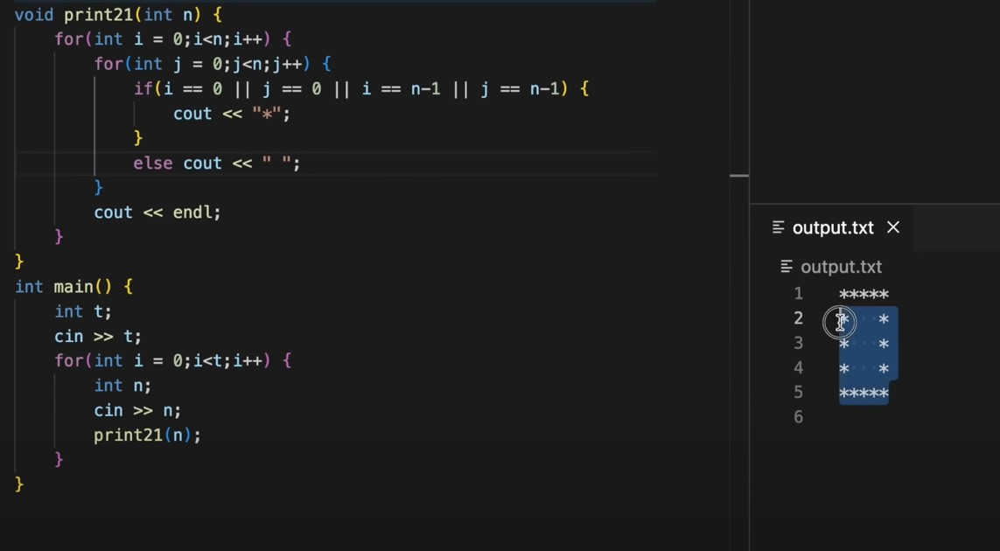 void print21(int n) {
    for(int i = 0;i<n;i++) {
        for(int j = 0;j<n;j++) {
            if(i == 0 || j == 0 || i == n-1 || j == n-1) {
                cout << "*";
            }
            else cout << " ";
        }
        cout << endl;
    }
}
int main() {
    int t;
    cin >> t;
    for(int i = 0;i<t;i++) {
        int n;
        cin >> n;
        print21(n);
    }
}
output.txt ×
output.txt
1 *****
2 *   *
3 *   *
4 *   *
5 *****
6